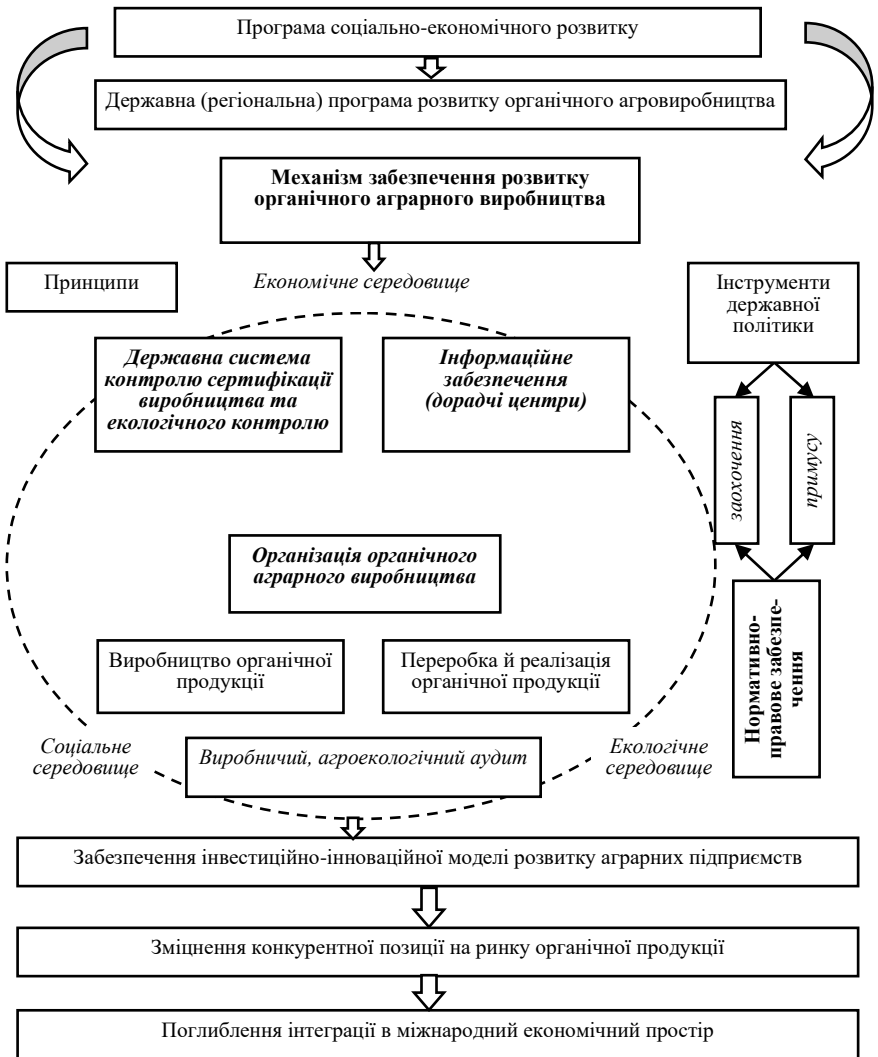 Програма соціально-економічного розвитку
Державна (регіональна) програма розвитку органічного агровиробництва
Механізм забезпечення розвитку
органічного аграрного виробництва
Принципи
Економічне середовище
Інструменти
державної
політики
Державна система
контролю сертифікації
виробництва та
екологічного контролю
Інформаційне
забезпечення
(дорадчі центри)
заохочення
примусу
Організація органічного
аграрного виробництва
Виробництво органічної
продукції
Переробка й реалізація
органічної продукції
Нормативно-
правове забезпе-
чення
Соціальне
середовище
Виробничий, агроекологічний аудит
Екологічне
середовище
Забезпечення інвестиційно-інноваційної моделі розвитку аграрних підприємств
Зміцнення конкурентної позиції на ринку органічної продукції
Поглиблення інтеграції в міжнародний економічний простір